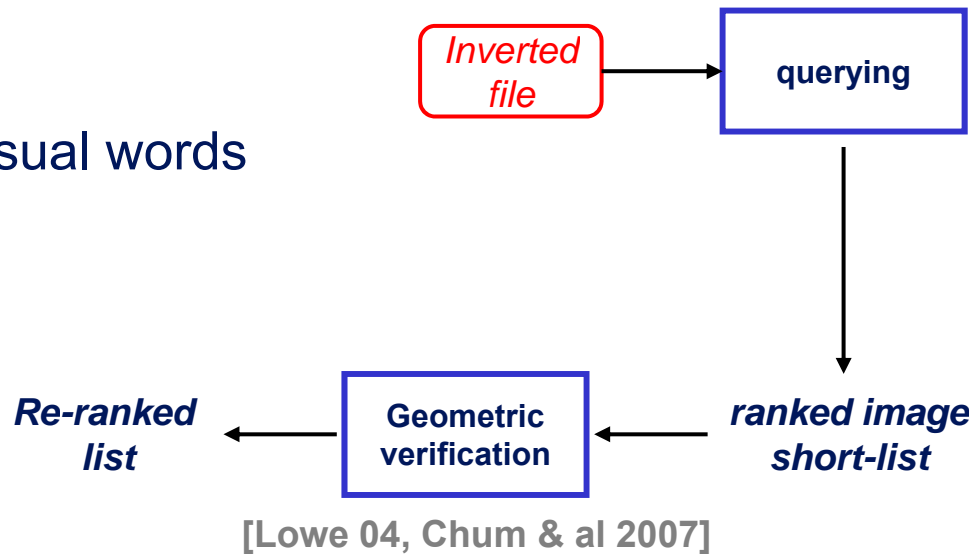 Inverted
file
querying
sual words
Re-ranked
list
Geometric
verification
ranked image
short-list
[Lowe 04, Chum & al 2007]